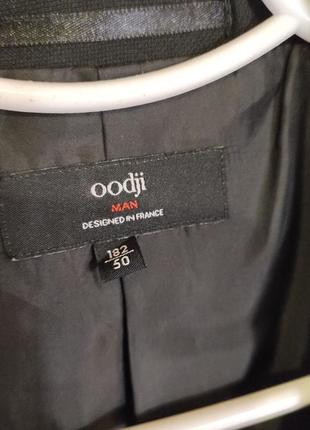 oodji
MAN
DESIGNED IN FRANCE
182
50